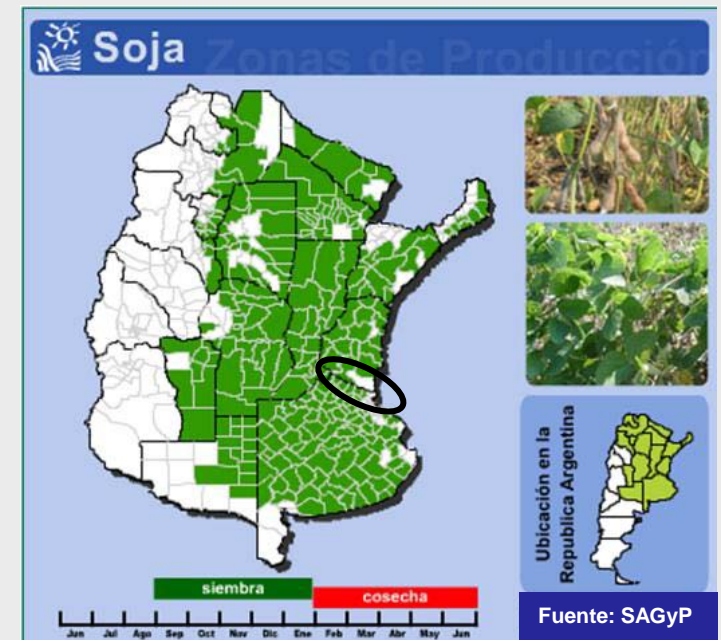 Soja Zonas de Producción
Ubicación en la
Republica Argentina
siembra
cosecha
Jun Jul Ago Sep Oct Nov Dic Ene Feb Mar Abr May Jun
Fuente: SAGyP